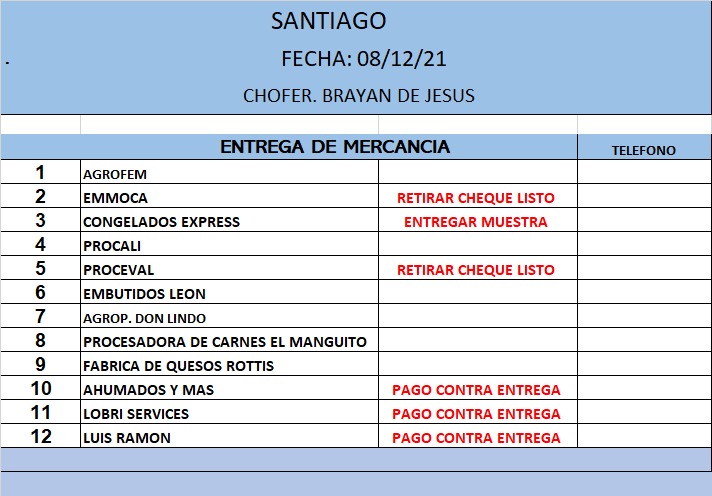 SANTIAGO
. FECHA: 08/12/21
CHOFER. BRAYAN DE JESUS
ENTREGA DE MERCANCIA TELEFONO
1 AGROFEM
2 EMMOCA RETIRAR CHEQUE LISTO
3 CONGELADOS EXPRESS ENTREGAR MUESTRA
4 PROCALI
5 PROCEVAL RETIRAR CHEQUE LISTO
6 EMBUTIDOS LEON
7 AGROP. DON LINDO
8 PROCESADORA DE CARNES EL MANGUITO
9 FABRICA DE QUESOS ROTTIS
10 AHUMADOS Y MAS PAGO CONTRA ENTREGA
11 LOBRI SERVICES PAGO CONTRA ENTREGA
12 LUIS RAMON PAGO CONTRA ENTREGA